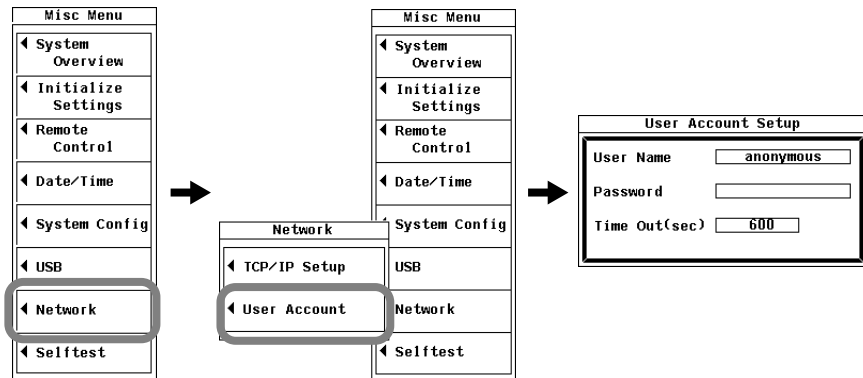 Misc Menu
System
Overview
Initialize
Settings
Remote
Control
Date/Time
System Config
USB
Network
Selftest
Network
TCP/IP Setup
User Account
Misc Menu
System
Overview
Initialize
Settings
Remote
Control
Date/Time
System Config
USB
Network
Selftest
User Account Setup
User Name anonymous
Password
Time Out(sec) 600